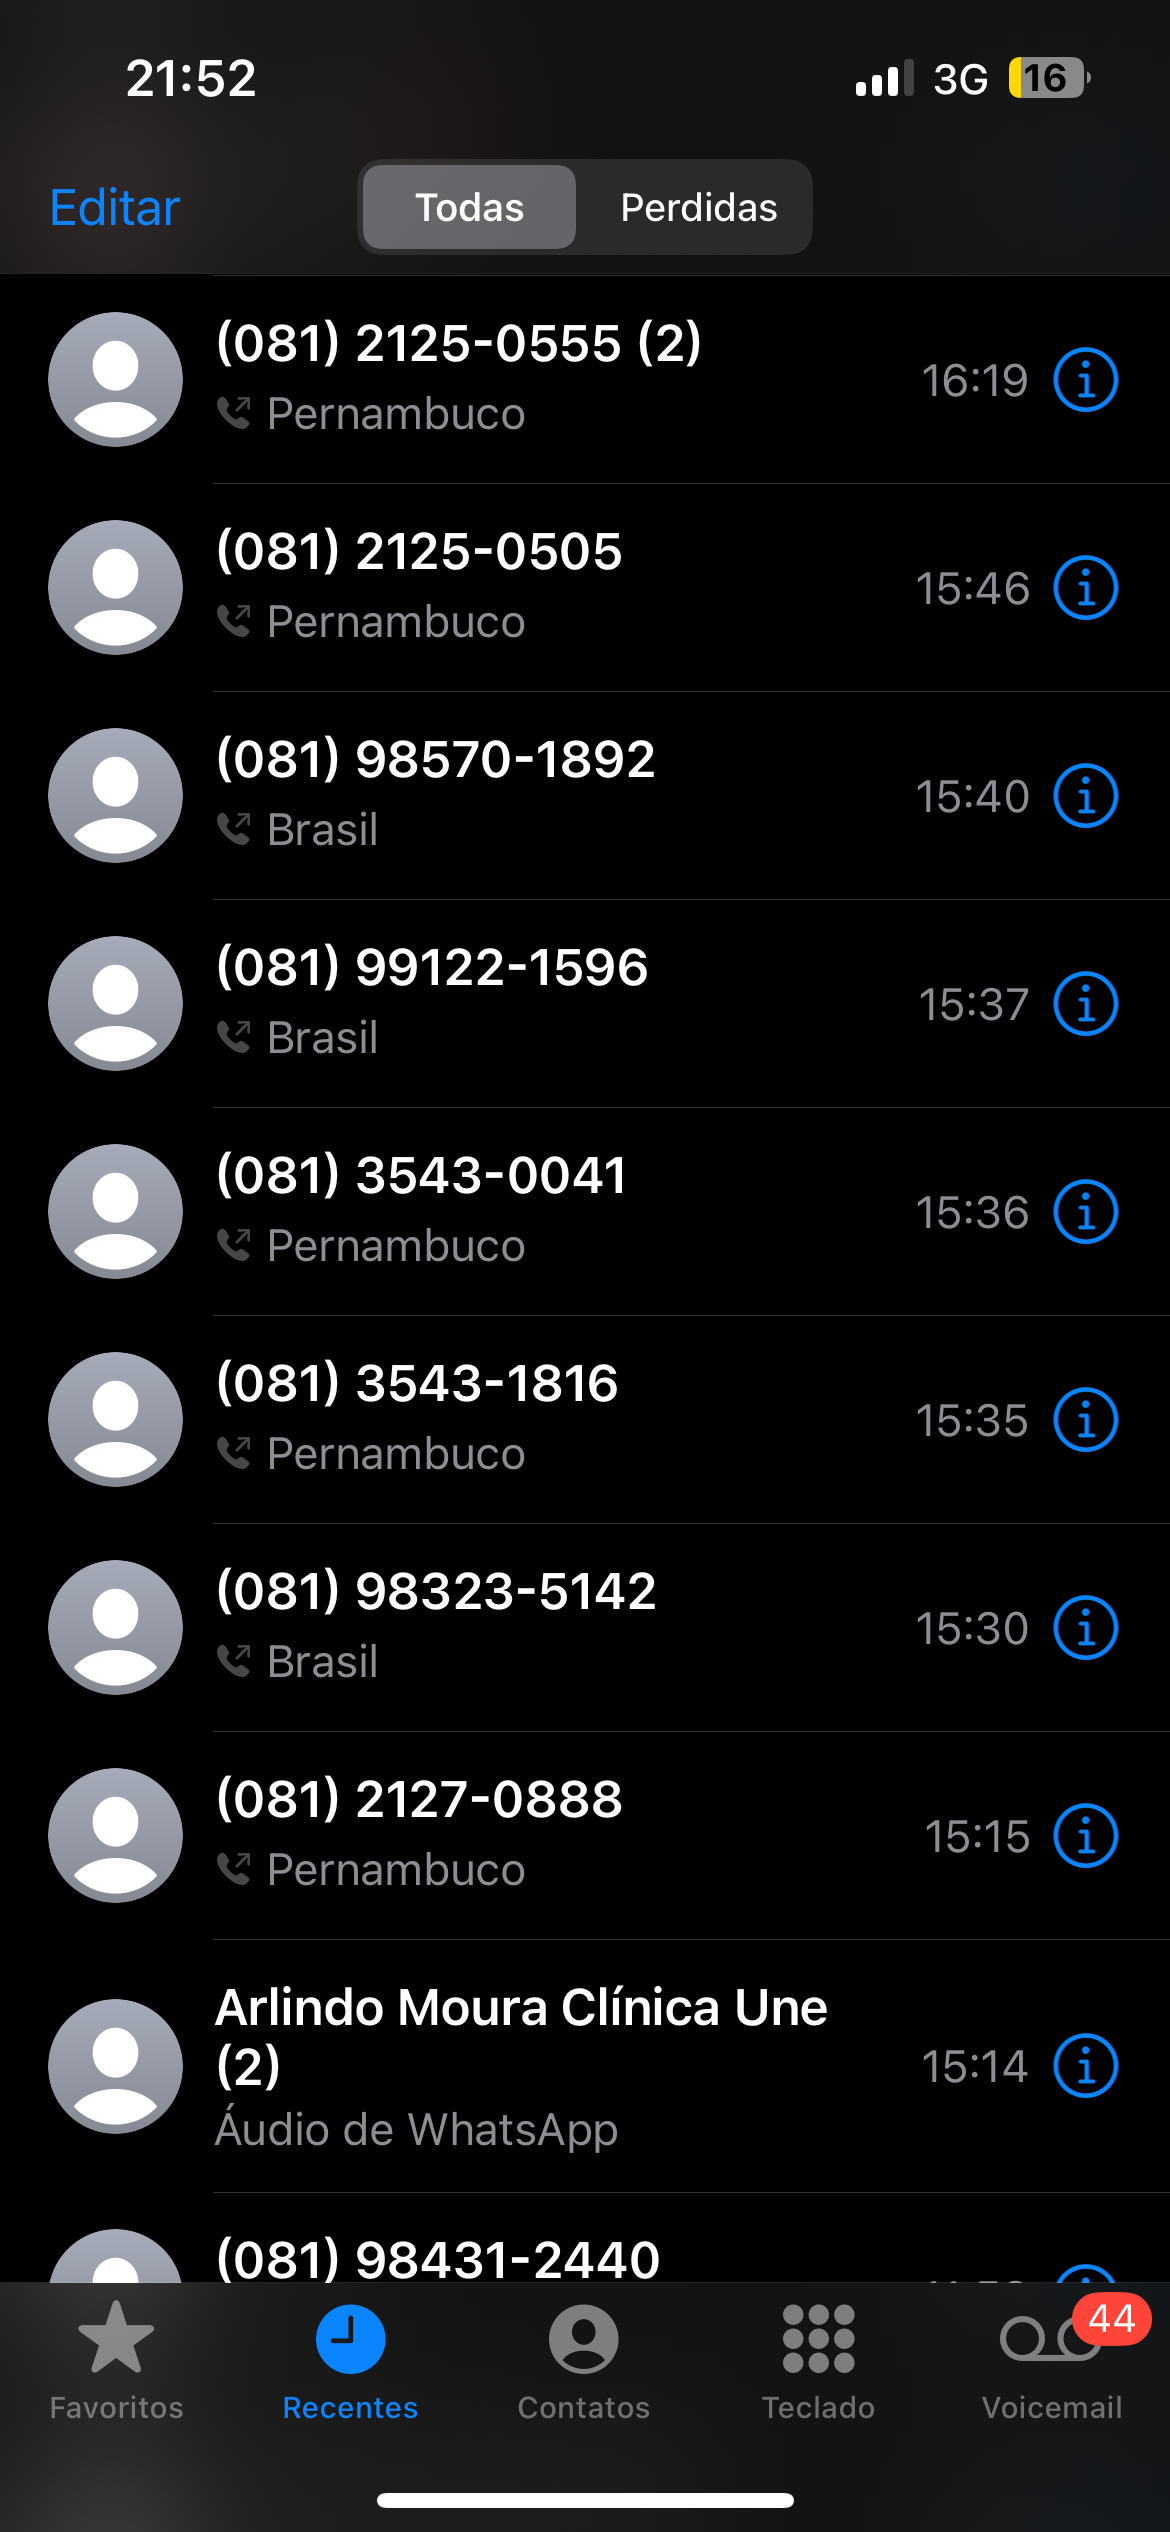 21:52
3G
16
Editar
Todas
Perdidas
(081) 2125-0555 (2)
Pernambuco
16:19
(081) 2125-0505
Pernambuco
15:46
(081) 98570-1892
Brasil
15:40
(081) 99122-1596
Brasil
15:37
(081) 3543-0041
Pernambuco
15:36
(081) 3543-1816
Pernambuco
15:35
(081) 98323-5142
Brasil
15:30
(081) 2127-0888
Pernambuco
15:15
Arlindo Moura Clínica Une
(2)
Áudio de WhatsApp
15:14
(081) 98431-2440
44
Favoritos
Recentes
Contatos
Teclado
Voicemail